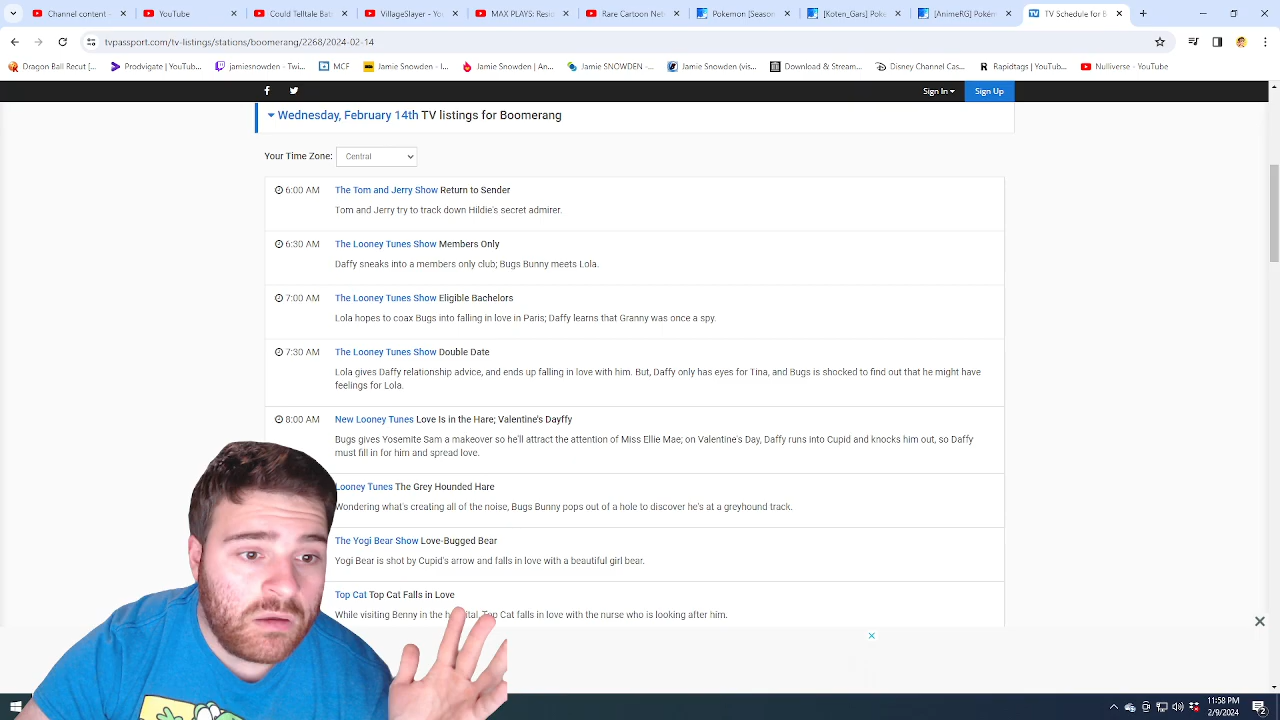 Channel Frederator
YouTube
Could Telltale Batm
VillageSlayer -
MAX PLAYS: Resid
Rare Cartoon Netw
Pokemon [Season
[KotenGars] Poké
[AnimeKG] Pokém
TV Schedule for B
tvpassport.com/tv-listings/stations/boomerang/2268/2024-02-14
Dragon Ball Recut [... Prodvigate | YouTub... jamiesnowden - Twi... MCF Jamie Snowden - I... Jamie Snowden | An... Jamie SNOWDEN -... Jamie Snowden (vis... Download & Stream... Disney Channel Cas... Rapidtags | YouTub... Nulliverse - YouTube
Sign In Sign Up
Wednesday, February 14th TV listings for Boomerang
Your Time Zone: Central
6:00 AM The Tom and Jerry Show Return to Sender
Tom and Jerry try to track down Hildie's secret admirer.
6:30 AM The Looney Tunes Show Members Only
Daffy sneaks into a members only club; Bugs Bunny meets Lola.
7:00 AM The Looney Tunes Show Eligible Bachelors
Lola hopes to coax Bugs into falling in love in Paris; Daffy learns that Granny was once a spy.
7:30 AM The Looney Tunes Show Double Date
Lola gives Daffy relationship advice, and ends up falling in love with him. But, Daffy only has eyes for Tina, and Bugs is shocked to find out that he might have
feelings for Lola.
8:00 AM New Looney Tunes Love Is in the Hare; Valentine's Dayffy
Bugs gives Yosemite Sam a makeover so he'll attract the attention of Miss Ellie Mae; on Valentine's Day, Daffy runs into Cupid and knocks him out, so Daffy
must fill in for him and spread love.
Looney Tunes The Grey Hounded Hare
Wondering what's creating all of the noise, Bugs Bunny pops out of a hole to discover he's at a greyhound track.
The Yogi Bear Show Love-Bugged Bear
Yogi Bear is shot by Cupid's arrow and falls in love with a beautiful girl bear.
Top Cat Top Cat Falls in Love
While visiting Benny in the hospital, Top Cat falls in love with the nurse who is looking after him.
11:58 PM
2/9/2024